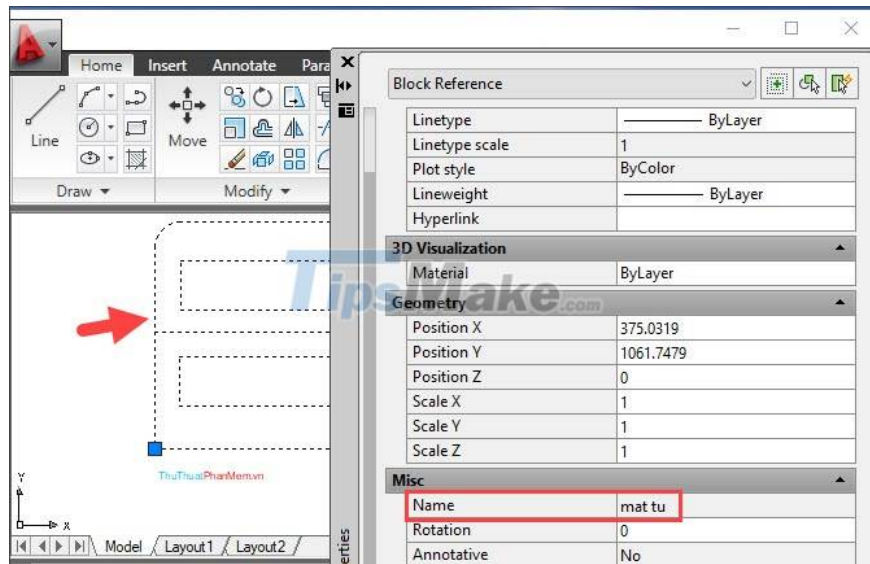 Home Insert Annotate Para
Line
Move
Draw
Modify
ThuThuatPhanMem.vn
Y
X
Model Layout1 Layout2
erties
Block Reference
Linetype ByLayer
Linetype scale 1
Plot style ByColor
Lineweight ByLayer
Hyperlink
3D Visualization
Material ByLayer
Geometry
Position X 375.0319
Position Y 1061.7479
Position Z 0
Scale X 1
Scale Y 1
Scale Z 1
Misc
Name mat tu
Rotation 0
Annotative No
TipsMake.com